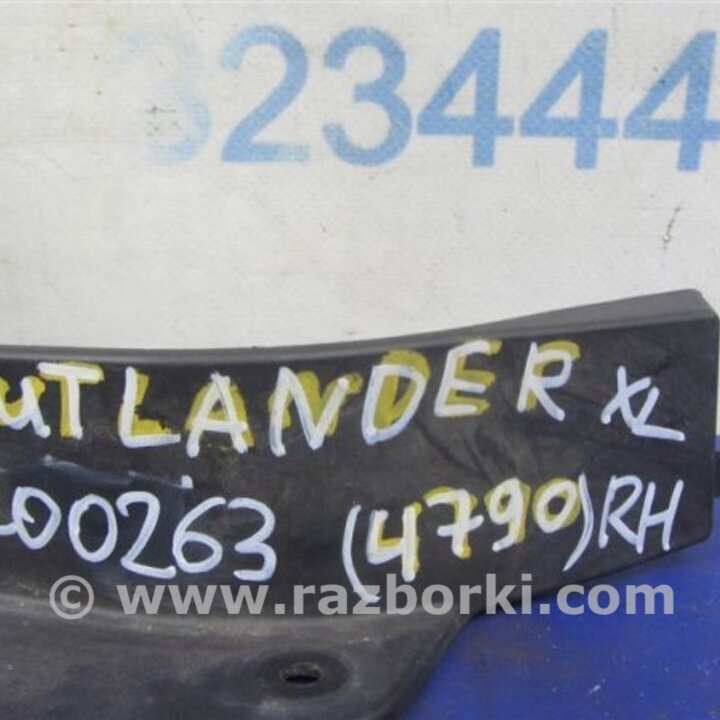 323444
UTLANDER XL
00263 (4790) RH
© www.razborki.com